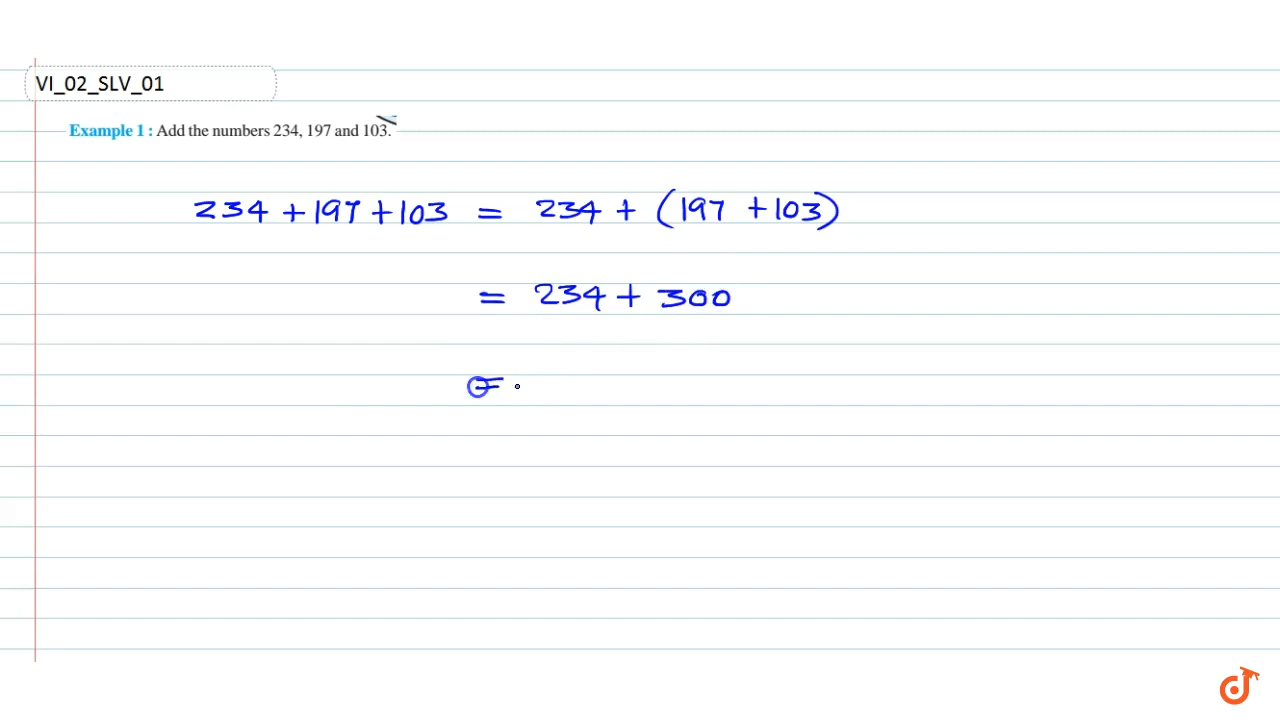 VI_02_SLV_01
Example 1 : Add the numbers 234, 197 and 103.
234 + 197 + 103 = 234 + (197 + 103)
= 234 + 300
=